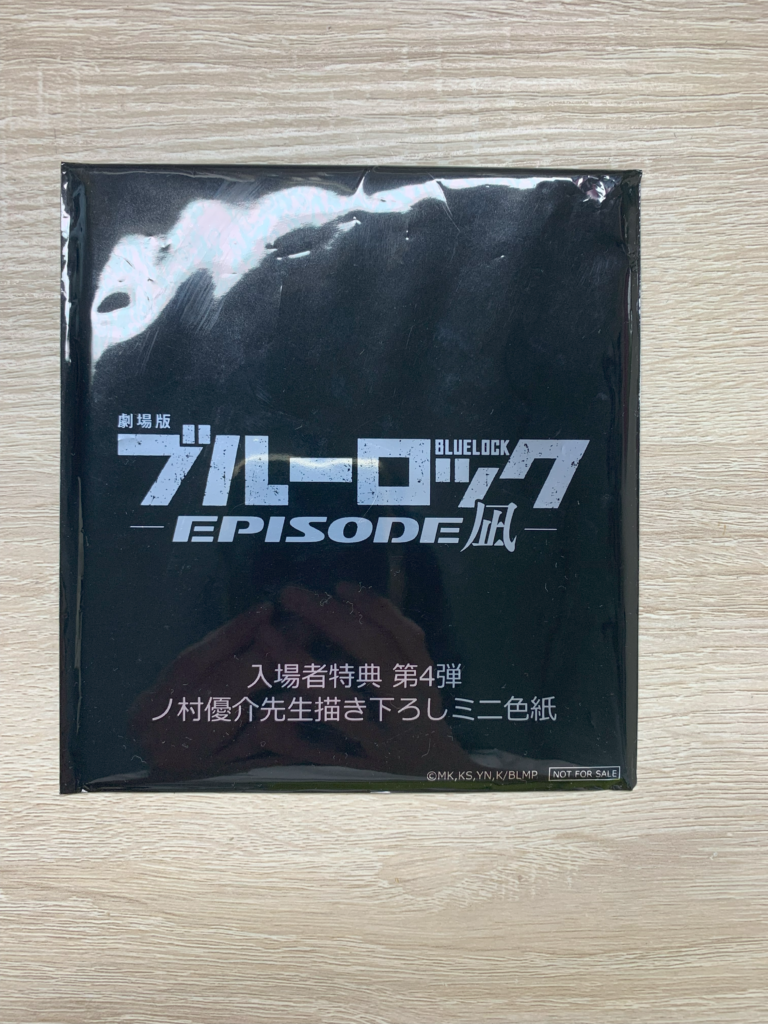 劇場版
ブルーロック
BLUELOCK
EPISODE凪
入場者特典 第4弾
ノ村優介先生描き下ろしミニ色紙
©MK,KS,YN,K/BLMP NOT FOR SALE